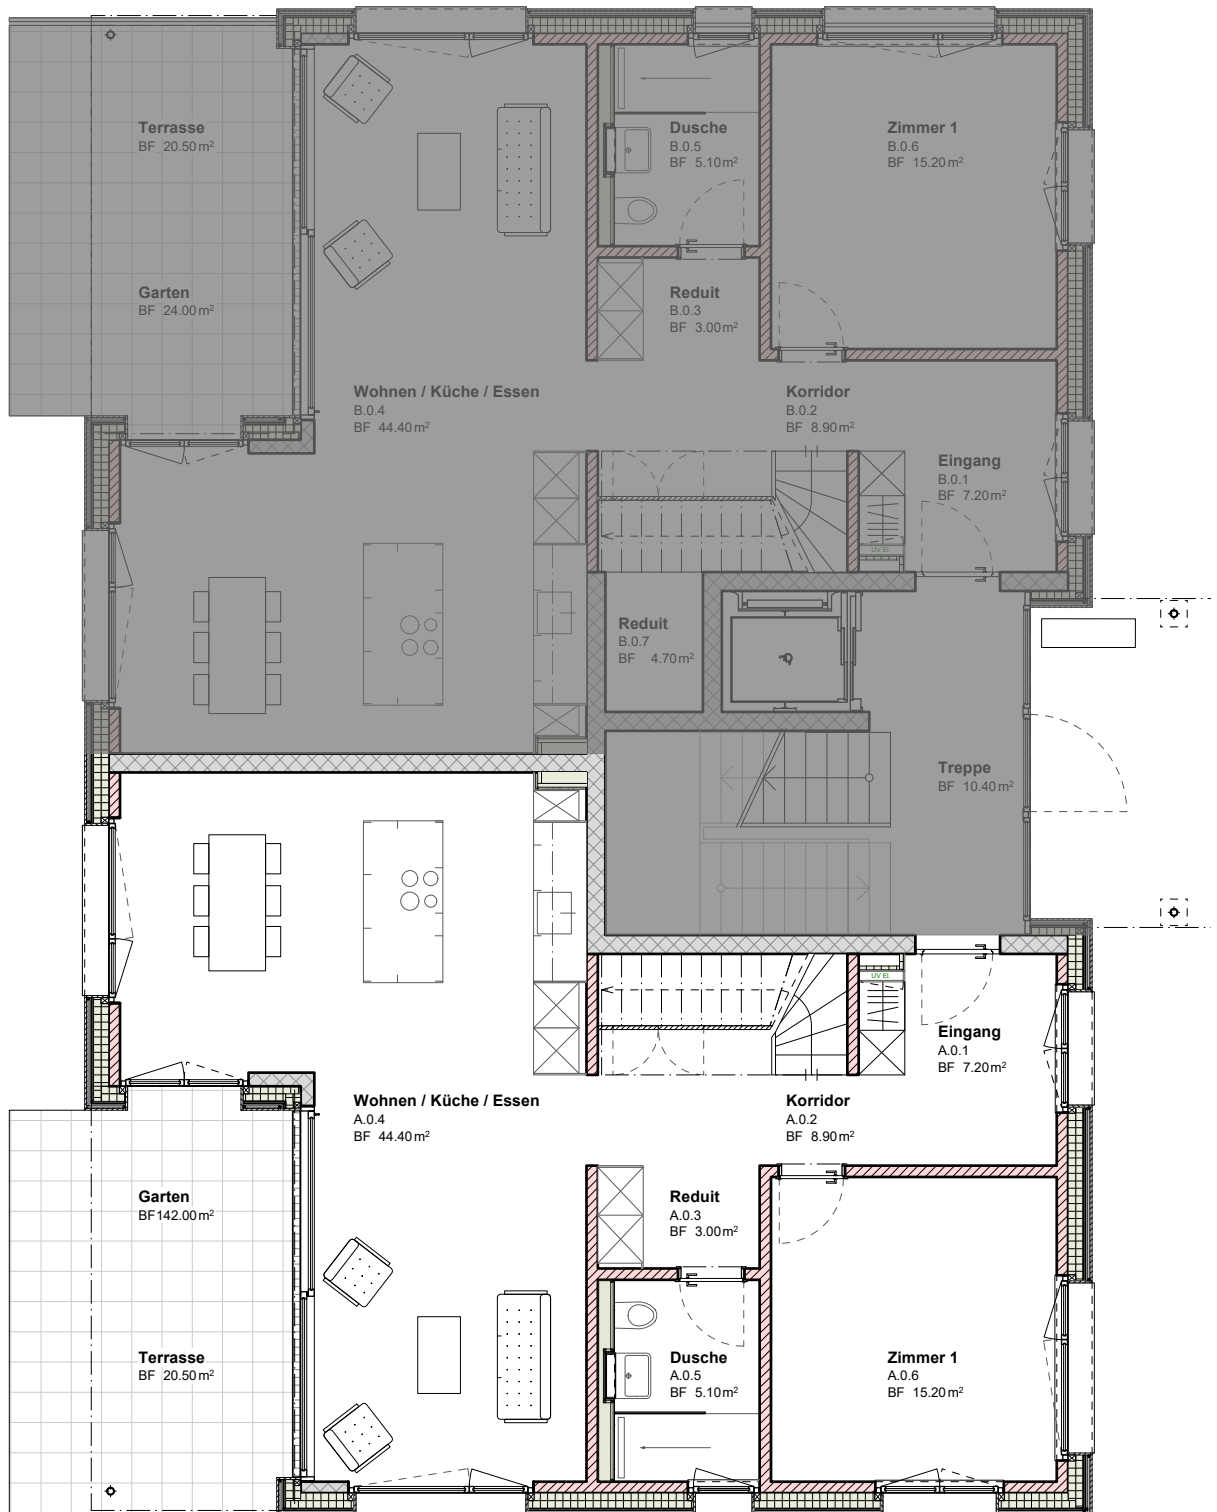 Terrasse
BF 20.50 m²
Dusche
B.0.5
BF 5.10 m²
Zimmer 1
B.0.6
BF 15.20 m²
Garten
BF 24.00 m²
Reduit
B.0.3
BF 3.00 m²
Wohnen / Küche / Essen
B.0.4
BF 44.40 m²
Korridor
B.0.2
BF 8.90 m²
Eingang
B.0.1
BF 7.20 m²
UV El.
Reduit
B.0.7
BF 4.70 m²
Treppe
BF 10.40 m²
UV El.
Eingang
A.0.1
BF 7.20 m²
Wohnen / Küche / Essen
A.0.4
BF 44.40 m²
Korridor
A.0.2
BF 8.90 m²
Garten
BF 142.00 m²
Reduit
A.0.3
BF 3.00 m²
Terrasse
BF 20.50 m²
Dusche
A.0.5
BF 5.10 m²
Zimmer 1
A.0.6
BF 15.20 m²